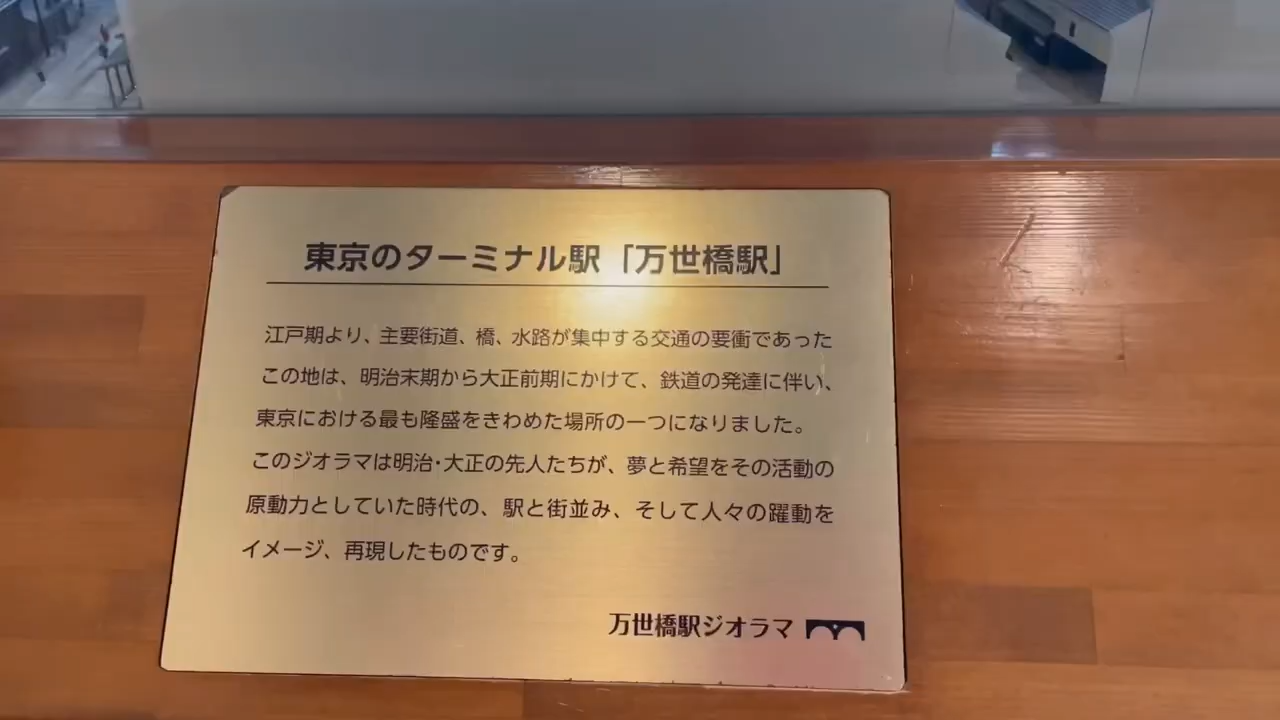 東京のターミナル駅「万世橋駅」
江戸期より、主要街道、橋、水路が集中する交通の要衝であった
この地は、明治末期から大正前期にかけて、鉄道の発達に伴い、
東京における最も隆盛をきわめた場所の一つになりました。
このジオラマは明治・大正の先人たちが、夢と希望をその活動の
原動力としていた時代の、駅と街並み、そして人々の躍動を
イメージ、再現したものです。
万世橋駅ジオラマ